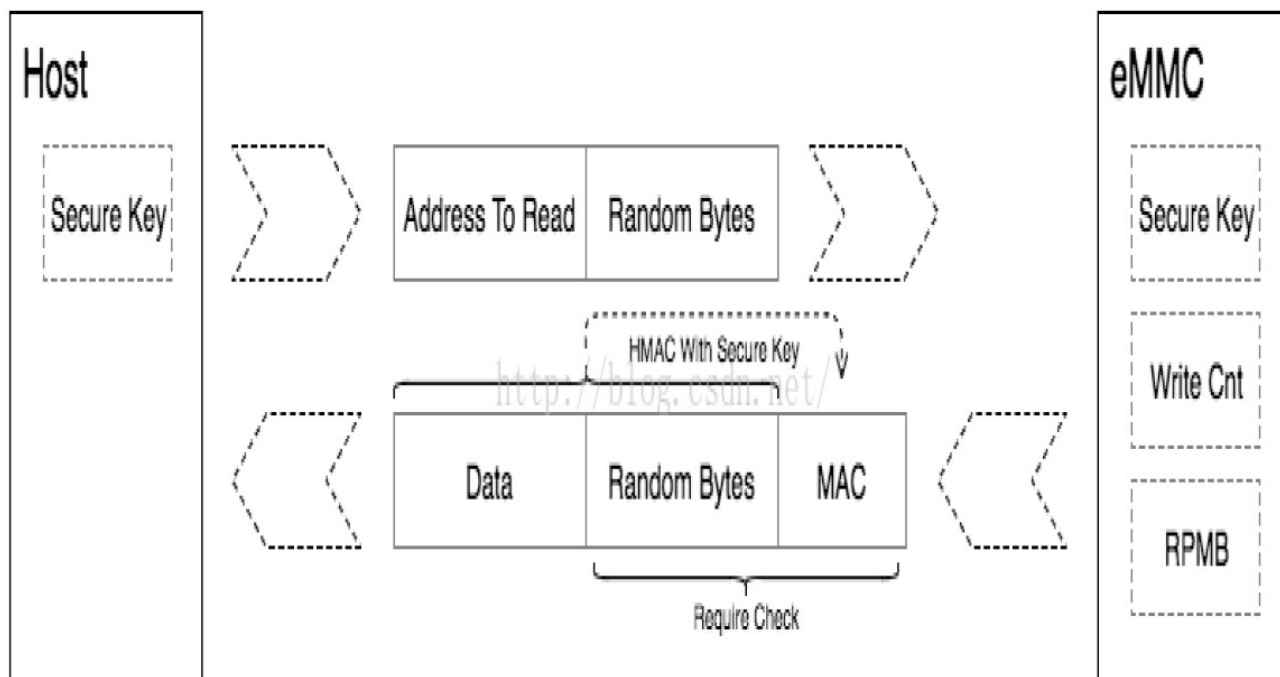 Host
eMMC
Secure Key
Address To Read
Random Bytes
Secure Key
HMAC With Secure Key
http://blog.csdn.net/
Write Cnt
Data
Random Bytes
MAC
RPMB
Require Check